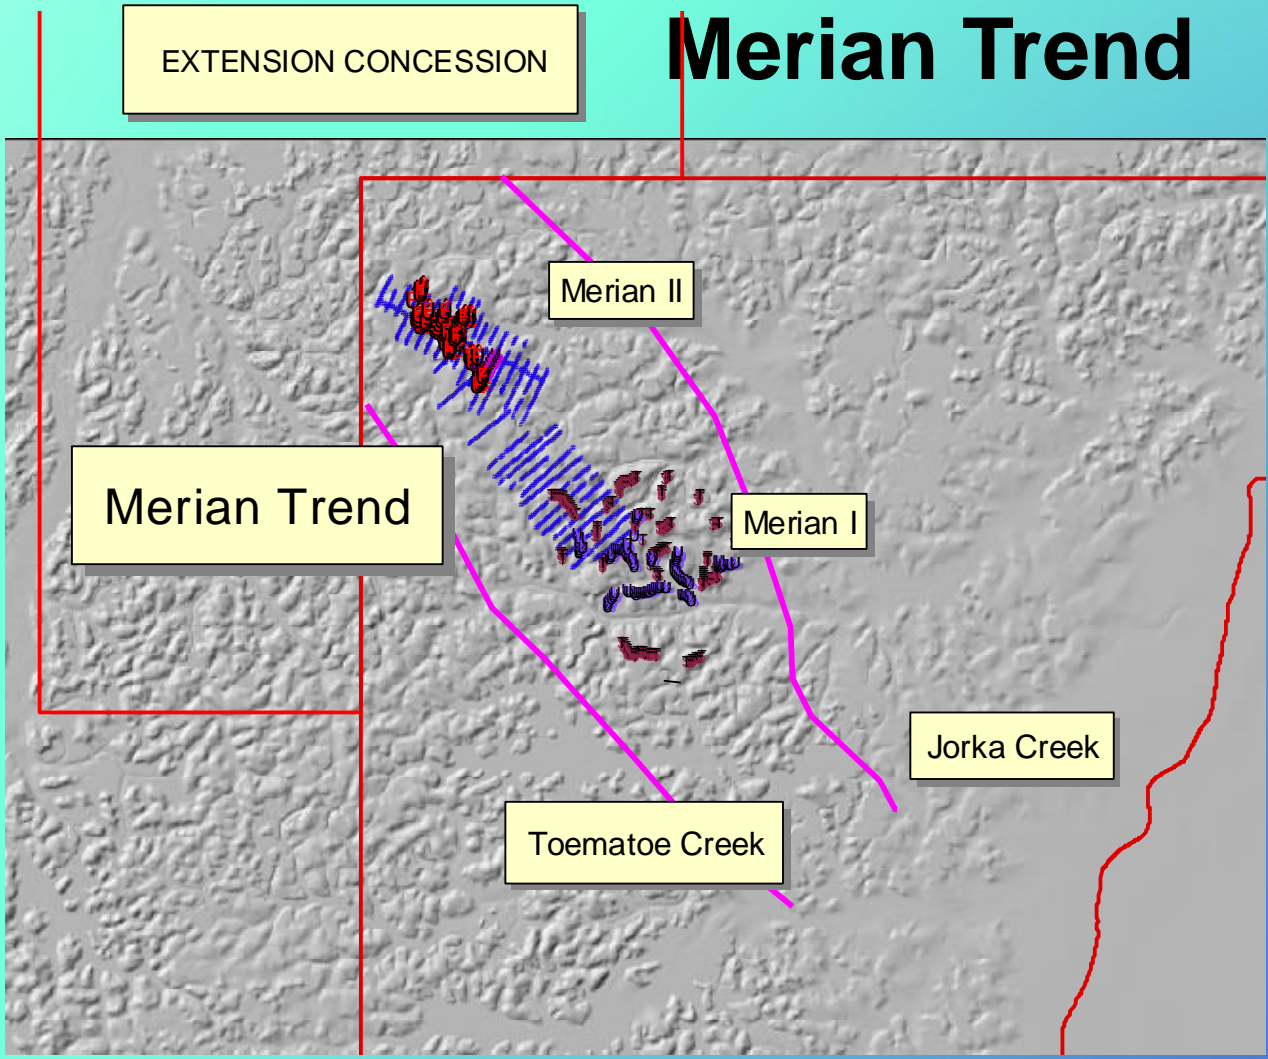 EXTENSION CONCESSION
Merian Trend
Merian II
Merian Trend
Merian I
Jorka Creek
Toematoe Creek